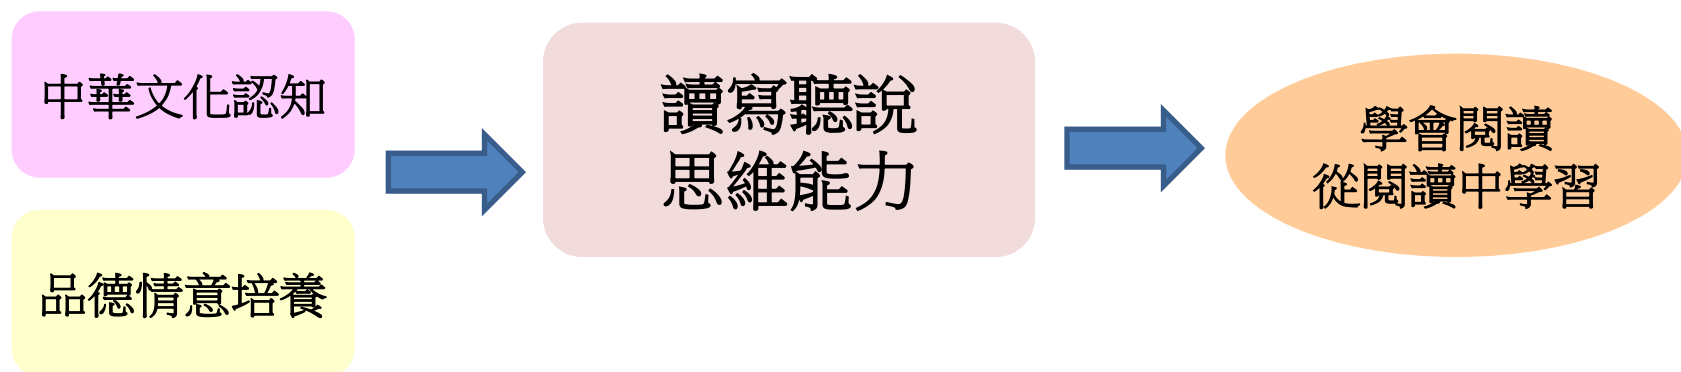 中華文化認知
品德情意培養
讀寫聽說
思維能力
學會閱讀
從閱讀中學習